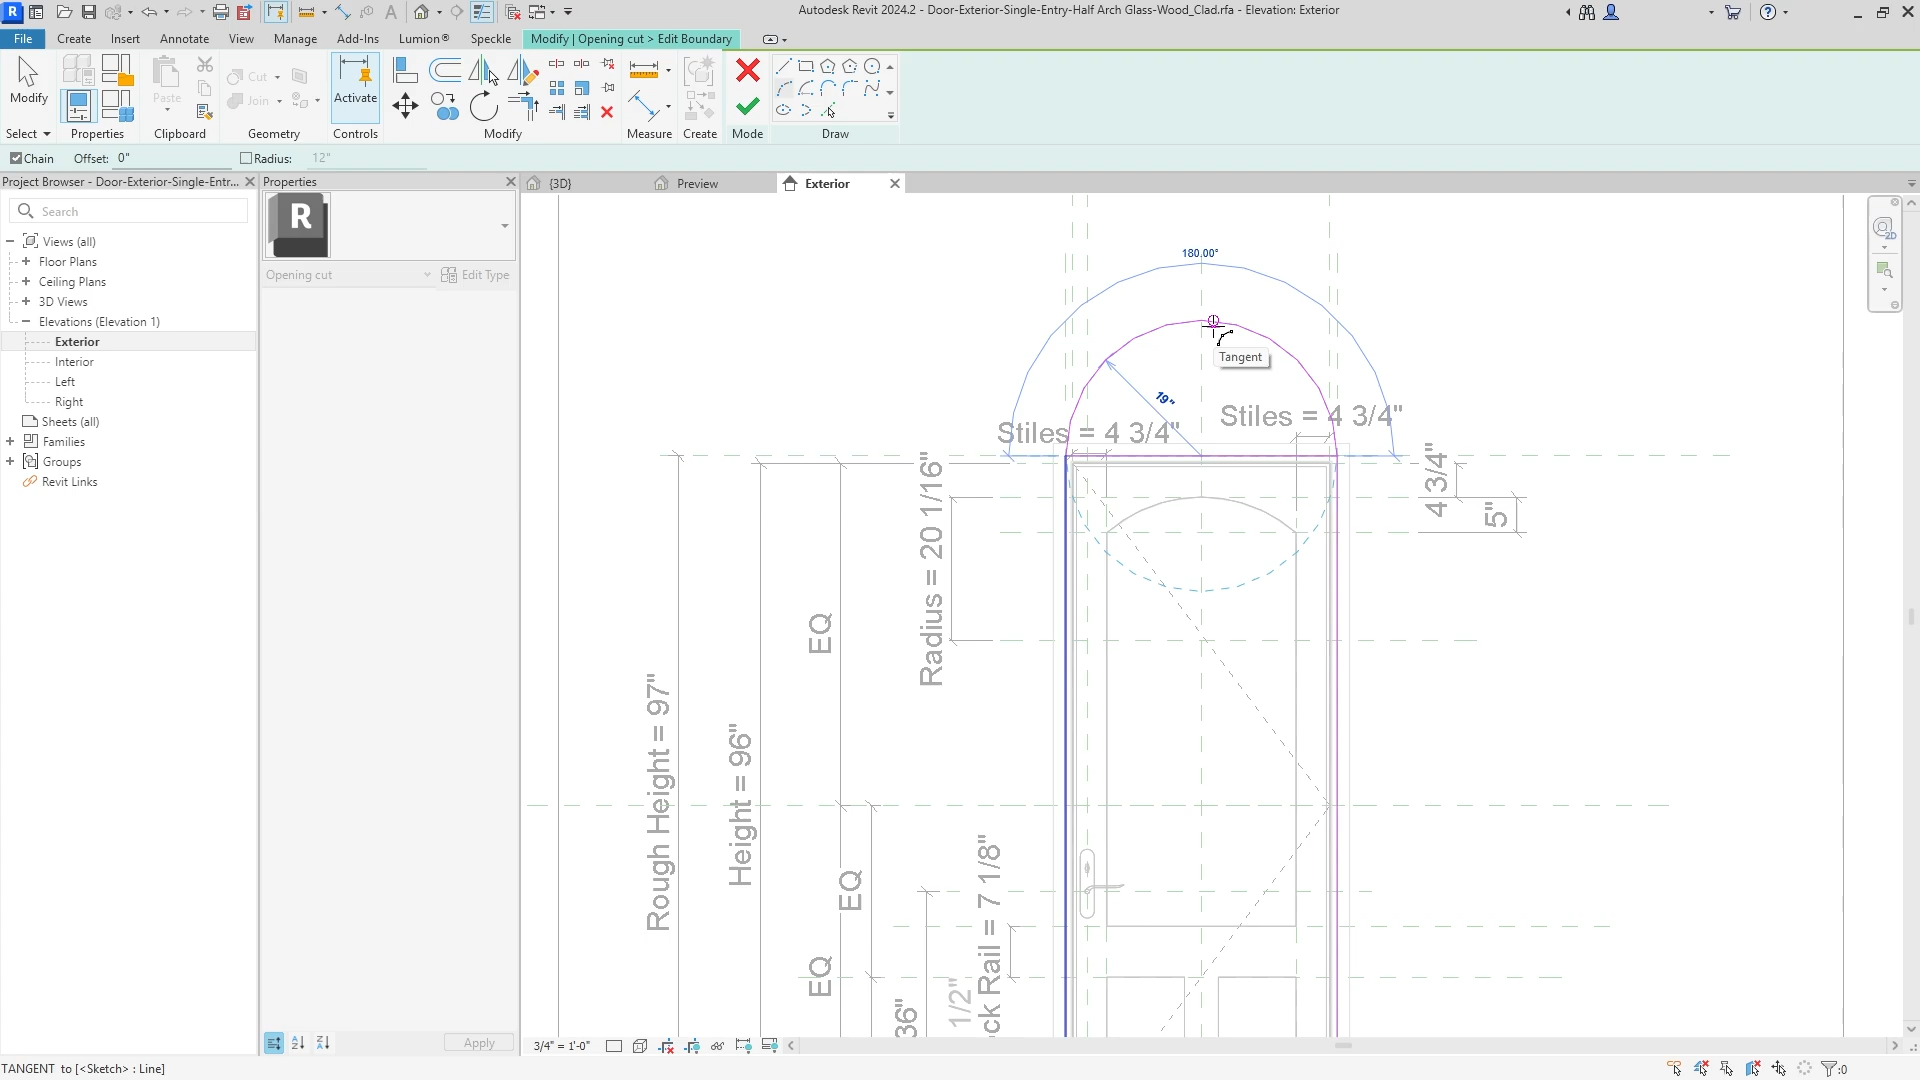 Autodesk Revit 2024.2 - Door-Exterior-Single-Entry-Half Arch Glass-Wood_Clad.rfa - Elevation: Exterior
File Create Insert Annotate View Manage Add-Ins Lumion® Speckle Modify | Opening cut > Edit Boundary
Modify Paste Cut Join Activate
Select Properties Clipboard Geometry Controls Modify Measure Create Mode Draw
Chain Offset: 0" Radius: 12"
Project Browser - Door-Exterior-Single-Entr...
Search
Views (all)
Floor Plans
Ceiling Plans
3D Views
Elevations (Elevation 1)
Exterior
Interior
Left
Right
Sheets (all)
Families
Groups
Revit Links
Properties
R
Opening cut Edit Type
Apply
{3D} Preview Exterior
2D
180.00°
Tangent
19"
Stiles = 4 3/4"
Stiles = 4 3/4"
4 3/4"
5"
Radius = 20 1/16"
EQ
Rough Height = 97"
Height = 96"
EQ
EQ
36"
1/2"
ck Rail = 7 1/8"
3/4" = 1'-0"
TANGENT to [<Sketch> : Line]
:0